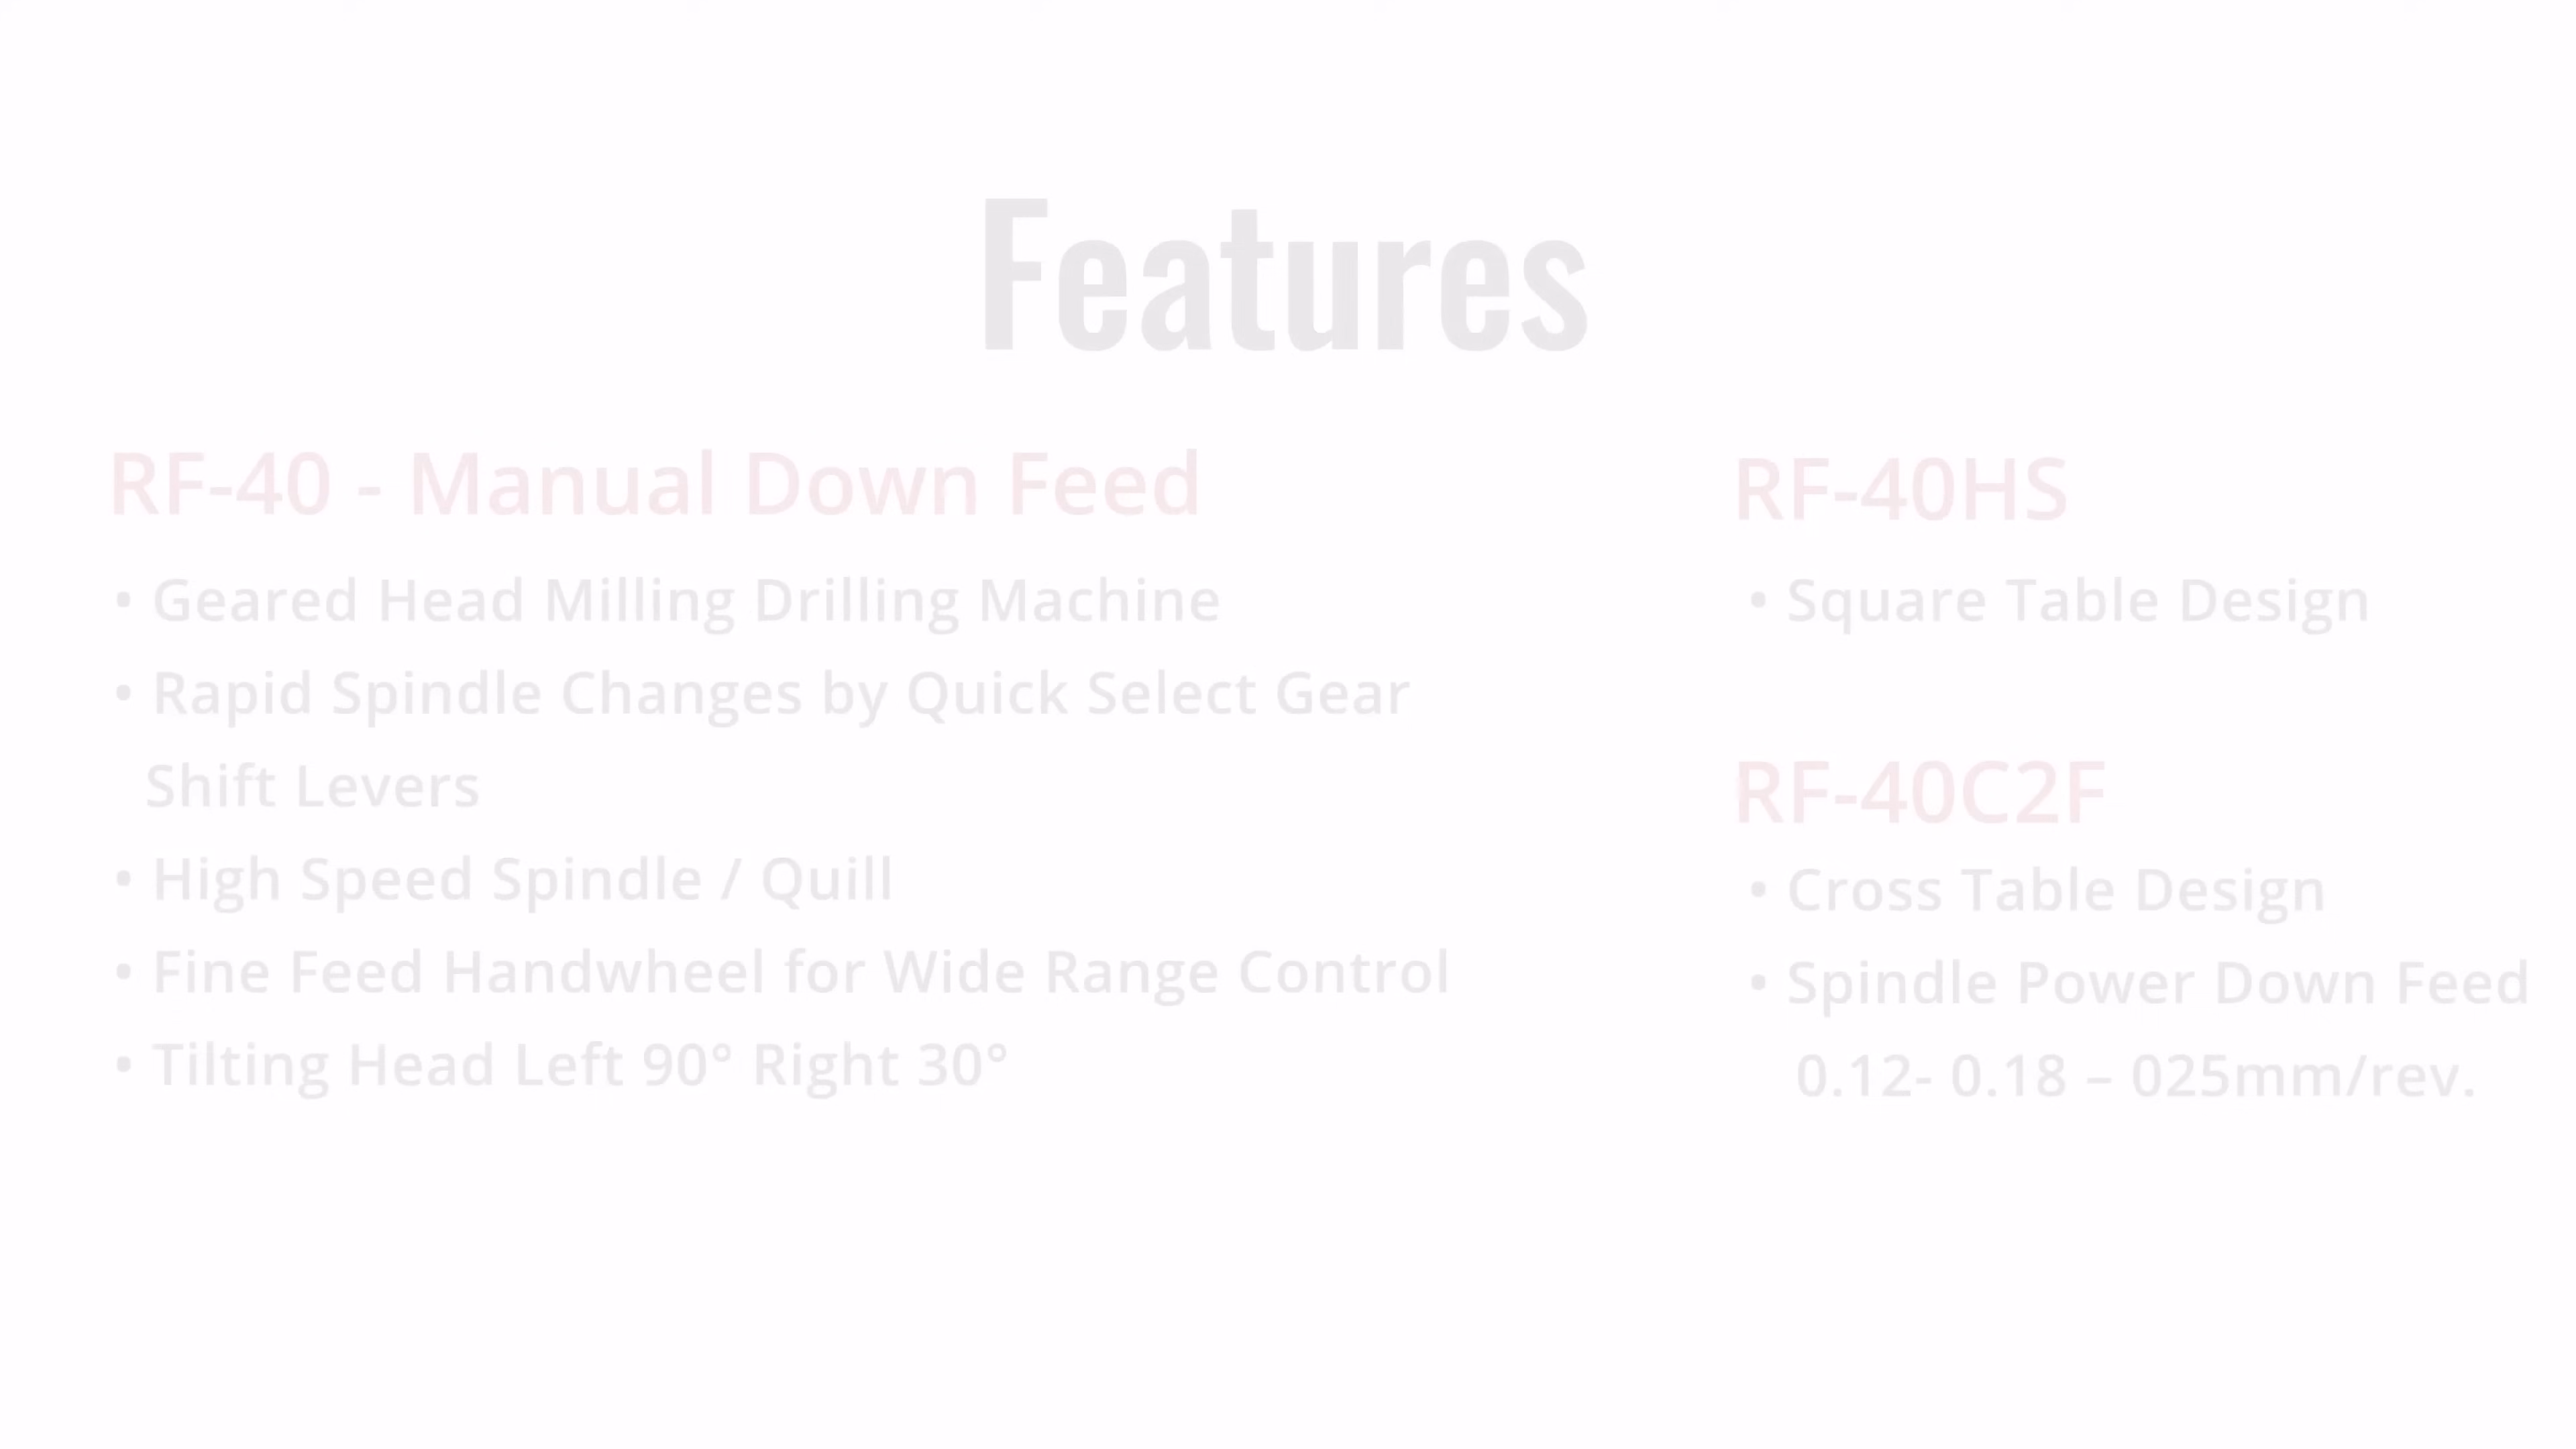 Features
RF-40 - Manual Down Feed
• Geared Head Milling Drilling Machine
• Rapid Spindle Changes by Quick Select Gear
Shift Levers
• High Speed Spindle / Quill
• Fine Feed Handwheel for Wide Range Control
• Tilting Head Left 90° Right 30°
RF-40HS
• Square Table Design
RF-40C2F
• Cross Table Design
• Spindle Power Down Feed
0.12- 0.18 – 025mm/rev.